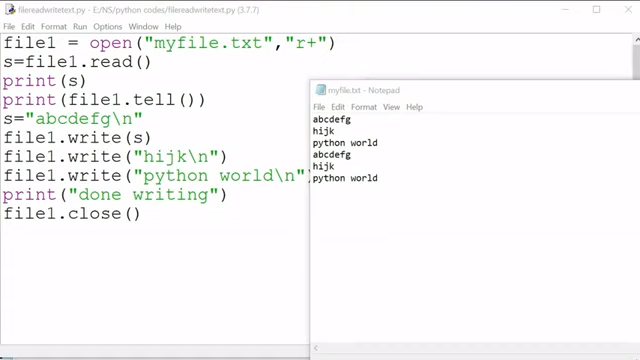 filereadwritetext.py - E:/NS/python codes/filereadwritetext.py (3.7.7)
File Edit Format Run Options Window Help
file1 = open("myfile.txt","r+")
s=file1.read()
print(s)
print(file1.tell())
s="abcdefg\n"
file1.write(s)
file1.write("hijk\n")
file1.write("python world\n"
print("done writing")
file1.close()
myfile.txt - Notepad
File Edit Format View Help
abcdefg
hijk
python world
abcdefg
hijk
python world